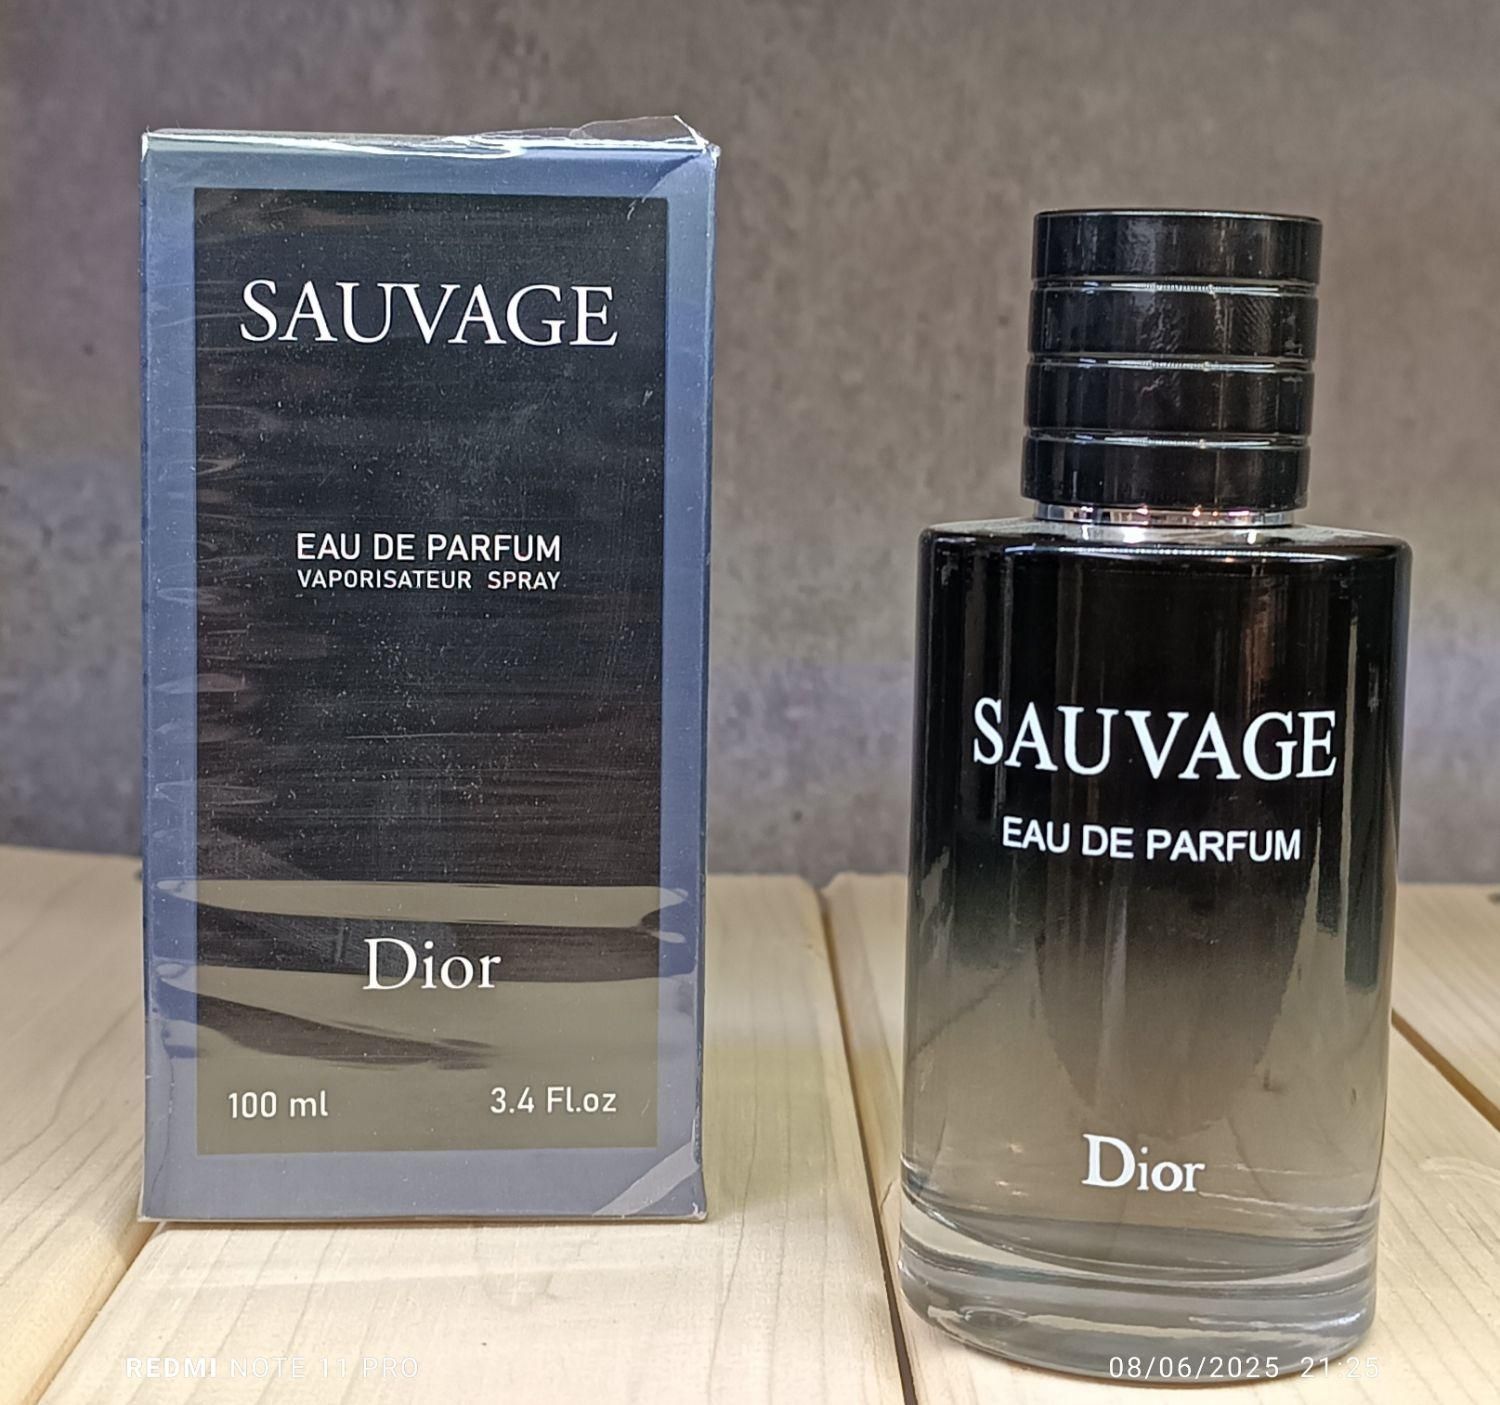 SAUVAGE
EAU DE PARFUM
VAPORISATEUR SPRAY
Dior
100 ml 3.4 Fl.oz
SAUVAGE
EAU DE PARFUM
Dior
REDMI NOTE 11 PRO
08/06/2025 21:25